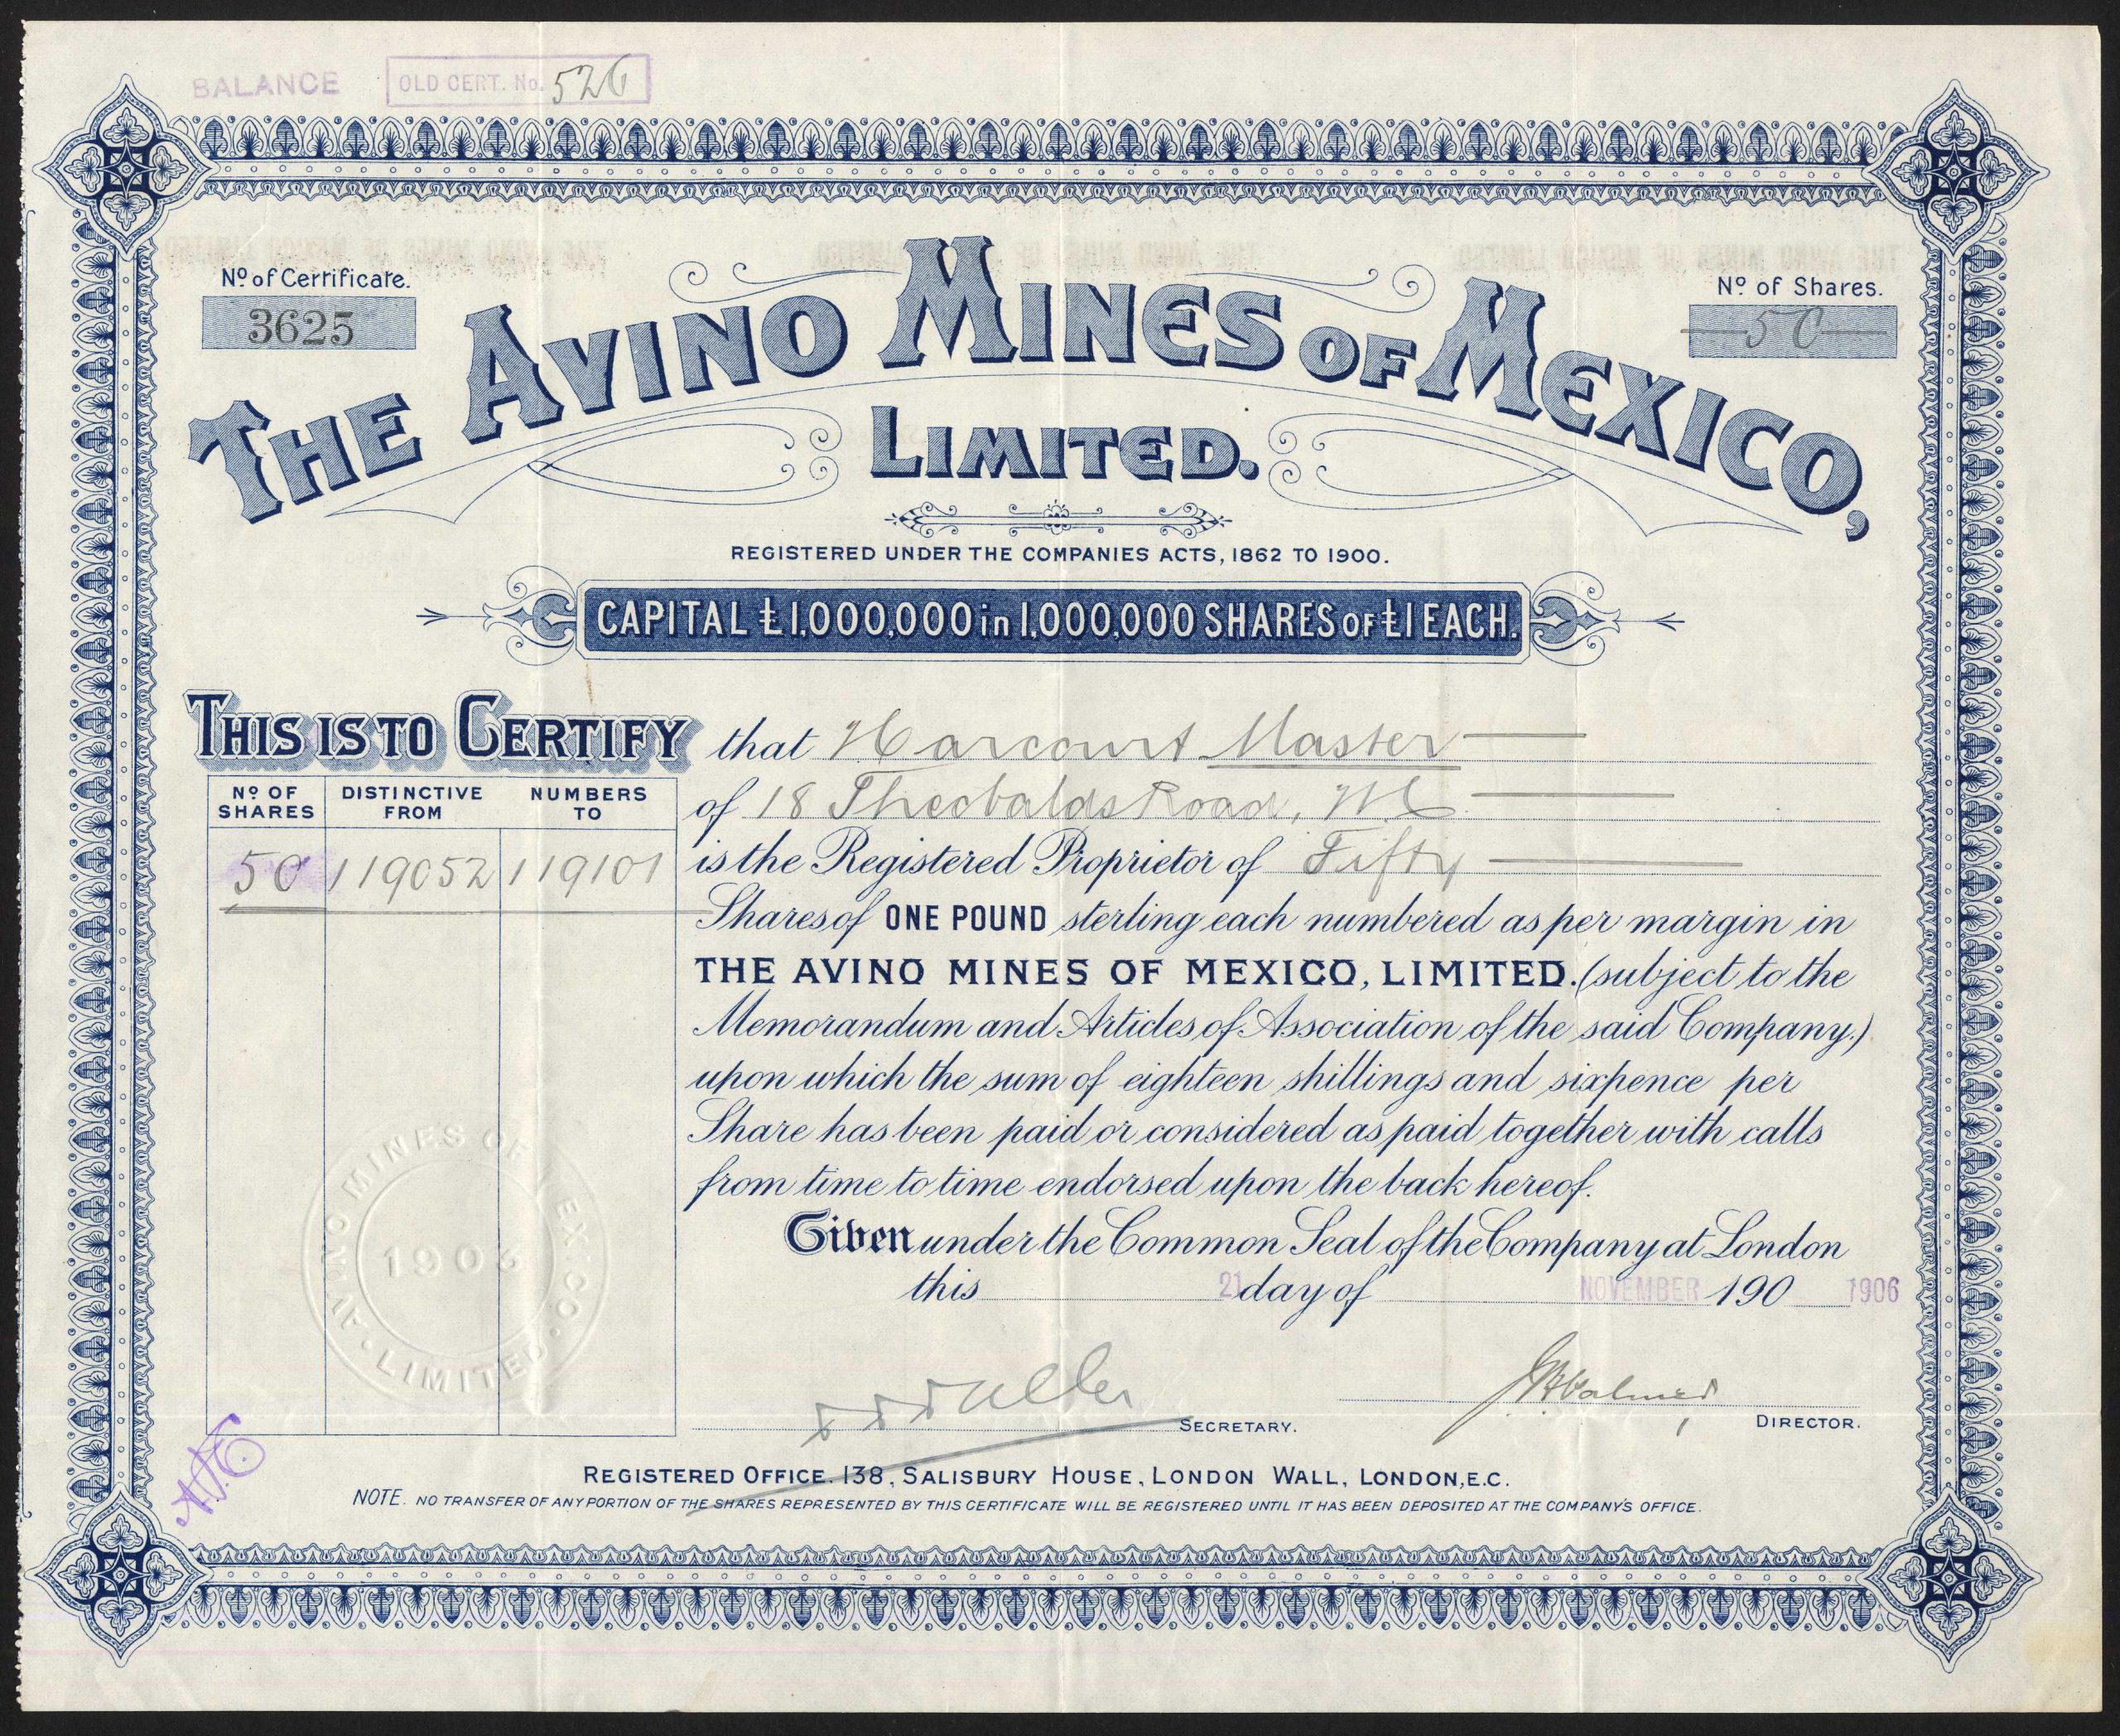 BALANCE OLD CERT. No. 526
Nº of Certificate.
3625
Nº of Shares.
50
THE AVINO MINES OF MEXICO,
LIMITED.
REGISTERED UNDER THE COMPANIES ACTS, 1862 TO 1900.
CAPITAL £1,000,000 in 1,000,000 SHARES OF £1 EACH.
THIS IS TO CERTIFY that Harcourt Master
of 18 Theobalds Road, W.C
is the Registered Proprietor of Fifty
Shares of ONE POUND sterling each numbered as per margin in
THE AVINO MINES OF MEXICO, LIMITED. (subject to the
Memorandum and Articles of Association of the said Company.)
upon which the sum of eighteen shillings and sixpence per
Share has been paid or considered as paid together with calls
from time to time endorsed upon the back hereof.
Given under the Common Seal of the Company at London
this 21 day of NOVEMBER 190 1906
Nº OF SHARES DISTINCTIVE FROM NUMBERS TO
50 119052 119101
AVINO MINES OF MEXICO. LIMITED
1903
SECRETARY.
DIRECTOR.
REGISTERED OFFICE. 138, SALISBURY HOUSE, LONDON WALL, LONDON, E.C.
NOTE. NO TRANSFER OF ANY PORTION OF THE SHARES REPRESENTED BY THIS CERTIFICATE WILL BE REGISTERED UNTIL IT HAS BEEN DEPOSITED AT THE COMPANY'S OFFICE.